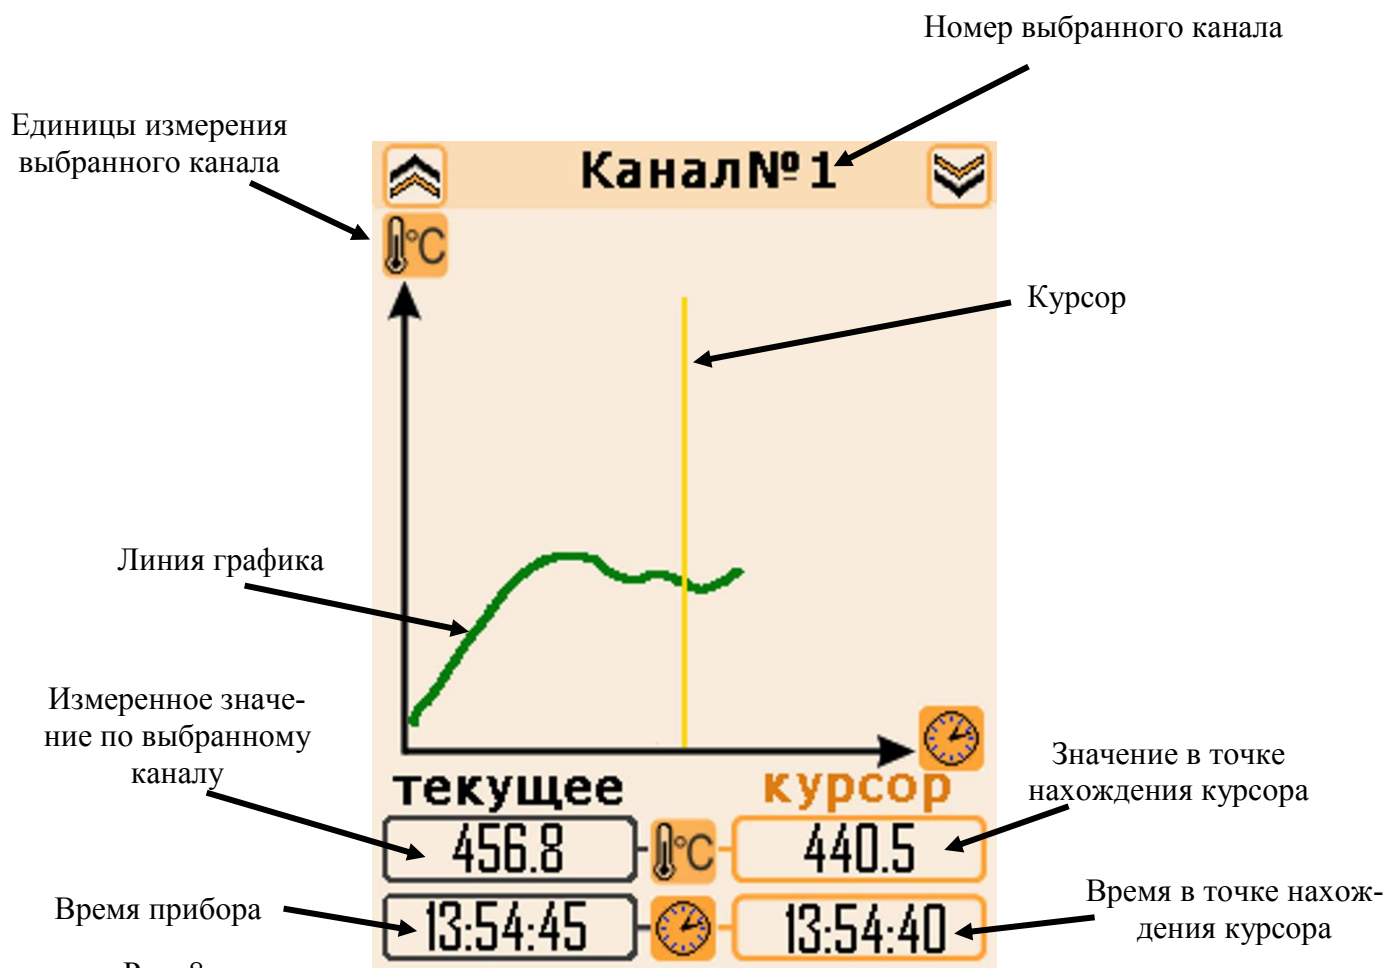 Номер выбранного канала
Единицы измерения
выбранного канала
Канал№1
°C
Курсор
Линия графика
Измеренное значе-
ние по выбранному
каналу
текущее
курсор
Значение в точке
нахождения курсора
456.8
°C
440.5
Время прибора
13:54:45
13:54:40
Время в точке нахож-
дения курсора